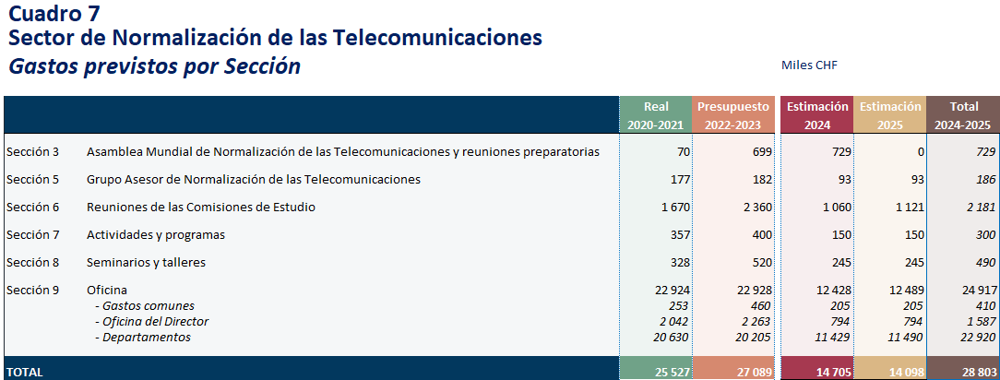 Cuadro 7
Sector de Normalización de las Telecomunicaciones
Gastos previstos por Sección
Miles CHF
Real Presupuesto Estimación Estimación Total
2020-2021 2022-2023 2024 2025 2024-2025
Sección 3 Asamblea Mundial de Normalización de las Telecomunicaciones y reuniones preparatorias 70 699 729 0 729
Sección 5 Grupo Asesor de Normalización de las Telecomunicaciones 177 182 93 93 186
Sección 6 Reuniones de las Comisiones de Estudio 1 670 2 360 1 060 1 121 2 181
Sección 7 Actividades y programas 357 400 150 150 300
Sección 8 Seminarios y talleres 328 520 245 245 490
Sección 9 Oficina 22 924 22 928 12 428 12 489 24 917
- Gastos comunes 253 460 205 205 410
- Oficina del Director 2 042 2 263 794 794 1 587
- Departamentos 20 630 20 205 11 429 11 490 22 920
TOTAL 25 527 27 089 14 705 14 098 28 803